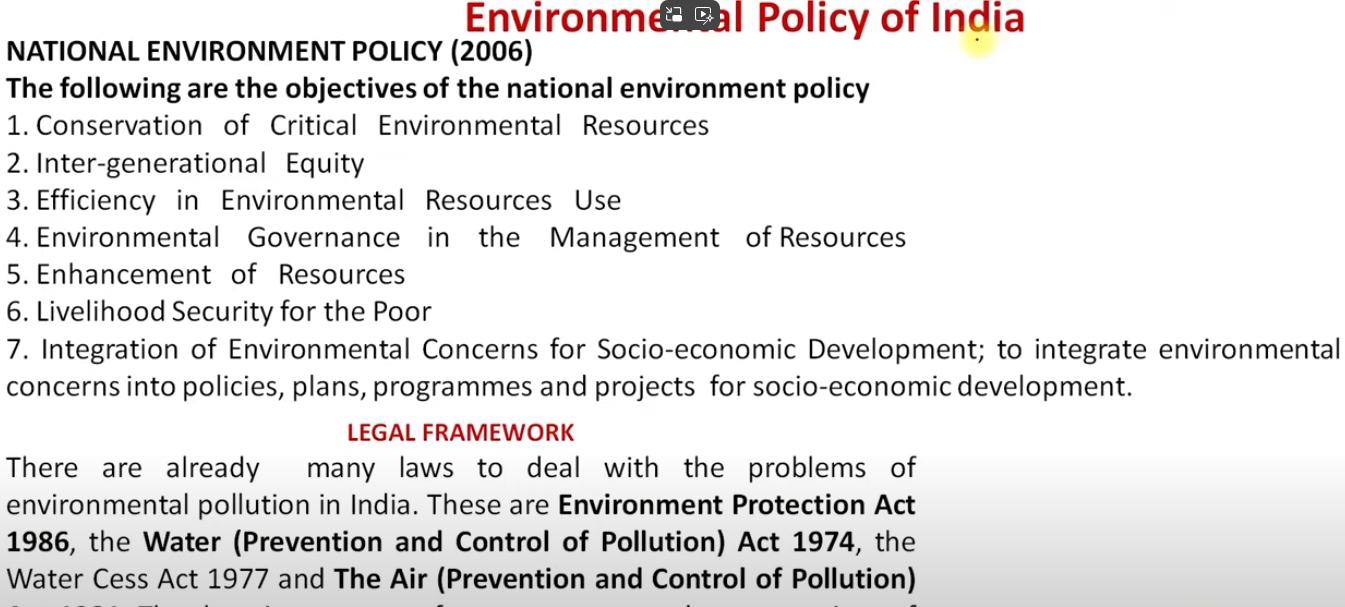 Environmental Policy of India
NATIONAL ENVIRONMENT POLICY (2006)
The following are the objectives of the national environment policy
1. Conservation of Critical Environmental Resources
2. Inter-generational Equity
3. Efficiency in Environmental Resources Use
4. Environmental Governance in the Management of Resources
5. Enhancement of Resources
6. Livelihood Security for the Poor
7. Integration of Environmental Concerns for Socio-economic Development; to integrate environmental
concerns into policies, plans, programmes and projects for socio-economic development.
LEGAL FRAMEWORK
There are already many laws to deal with the problems of
environmental pollution in India. These are Environment Protection Act
1986, the Water (Prevention and Control of Pollution) Act 1974, the
Water Cess Act 1977 and The Air (Prevention and Control of Pollution)